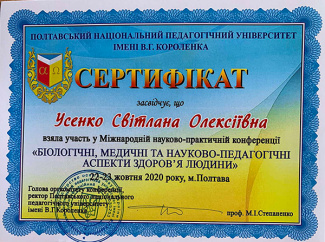 ПОЛТАВСЬКИЙ НАЦІОНАЛЬНИЙ ПЕДАГОГІЧНИЙ УНІВЕРСИТЕТ
ІМЕНІ В.Г. КОРОЛЕНКА
СЕРТИФІКАТ
засвідчує, що
Усенко Світлана Олексіївна
взяла участь у Міжнародній науково-практичній конференції
«БІОЛОГІЧНІ, МЕДИЧНІ ТА НАУКОВО-ПЕДАГОГІЧНІ
АСПЕКТИ ЗДОРОВ'Я ЛЮДИНИ»
22-23 жовтня 2020 року, м.Полтава
Голова оргкомітету конференції,
ректор Полтавського національного
педагогічного університету
імені В.Г.Короленка
проф. М.І.Степаненко